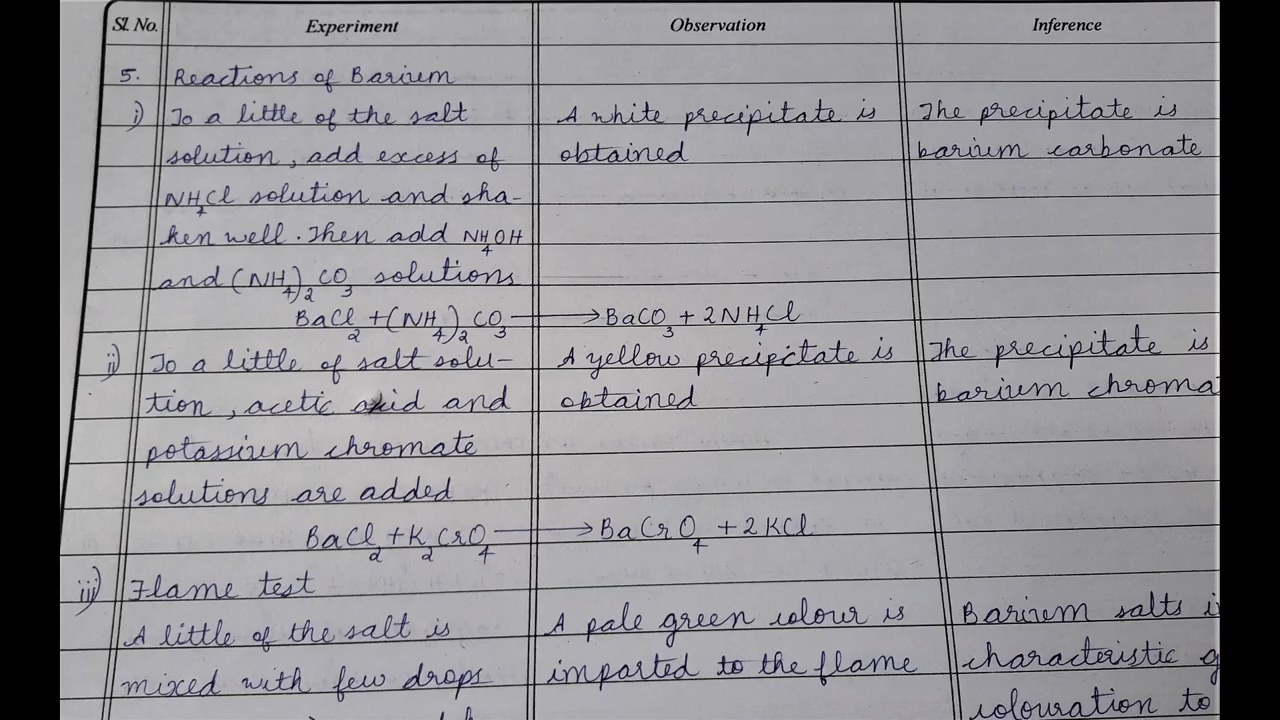 Sl. No. Experiment Observation Inference
5. Reactions of Barium
i) To a little of the salt
solution, add excess of
NH₄Cl solution and sha-
ken well. Then add NH₄OH
and (NH₄)₂CO₃ solutions
A white precipitate is
obtained
The precipitate is
barium carbonate
BaCl₂ + (NH₄)₂CO₃ ⟶ BaCO₃ + 2NH₄Cl
ii) To a little of salt solu-
tion, acetic acid and
potassium chromate
solutions are added
A yellow precipitate is
obtained
The precipitate is
barium chroma
BaCl₂ + K₂CrO₄ ⟶ BaCrO₄ + 2KCl
iii) Flame test
A little of the salt is
mixed with few drops
A pale green colour is
imparted to the flame
Barium salts i
characteristic g
colouration to